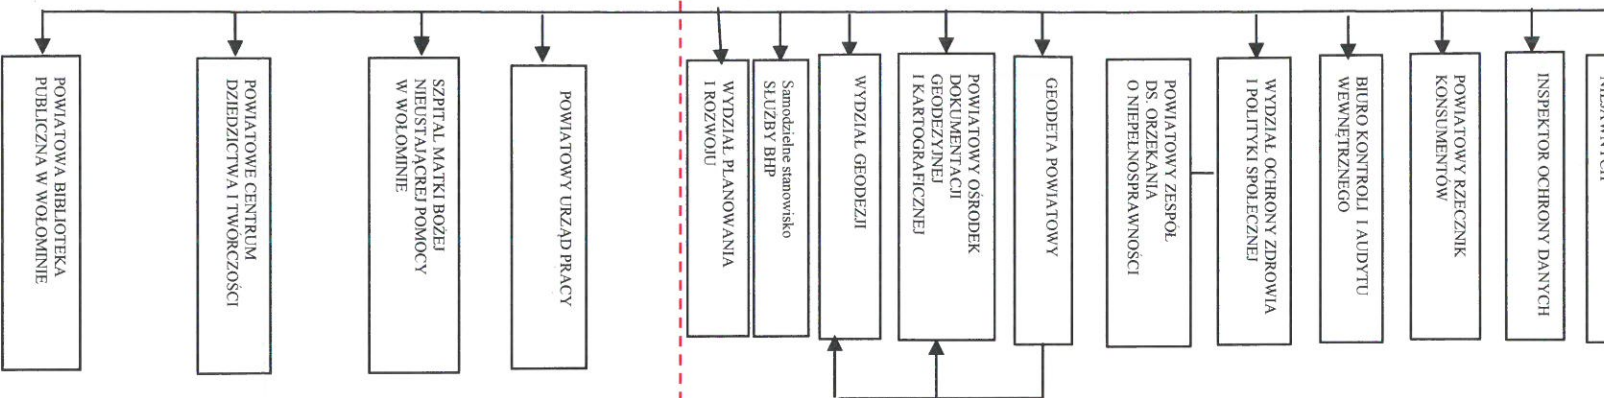 POWIATOWA BIBLIOTEKA
PUBLICZNA W WOŁOMINIE
POWIATOWE CENTRUM
DZIEDZICTWA I TWÓRCZOŚCI
SZPITAL MATKI BOŻEJ
NIEUSTAJĄCREJ POMOCY
W WOŁOMINIE
POWIATOWY URZĄD PRACY
WYDZIAŁ PLANOWANIA
I ROZWOJU
Samodzielne stanowisko
SŁUŻBY BHP
WYDZIAŁ GEODEZJI
POWIATOWY OŚRODEK
DOKUMENTACJI
GEODEZYJNEJ
I KARTOGRAFICZNEJ
GEODETA POWIATOWY
POWIATOWY ZESPÓŁ
DS. ORZEKANIA
O NIEPEŁNOSPRAWNOŚCI
WYDZIAŁ OCHRONY ZDROWIA
I POLITYKI SPOŁECZNEJ
BIURO KONTROLI I AUDYTU
WEWNĘTRZNEGO
POWIATOWY RZECZNIK
KONSUMENTÓW
INSPEKTOR OCHRONY DANYCH